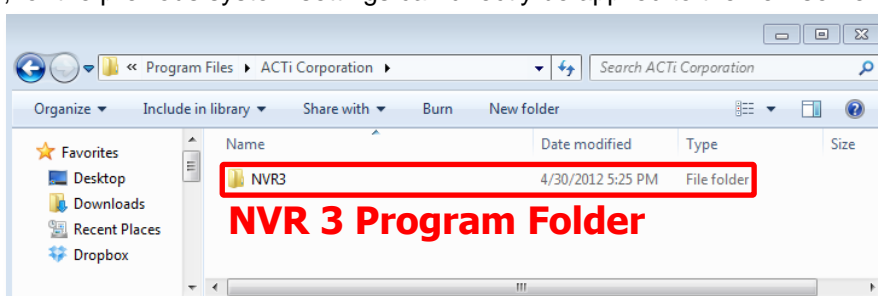 « Program Files ▸ ACTi Corporation ▸ Search ACTi Corporation
Organize ▼ Include in library ▼ Share with ▼ Burn New folder
Favorites
Desktop
Downloads
Recent Places
Dropbox
Name Date modified Type Size
NVR3 4/30/2012 5:25 PM File folder
NVR 3 Program Folder